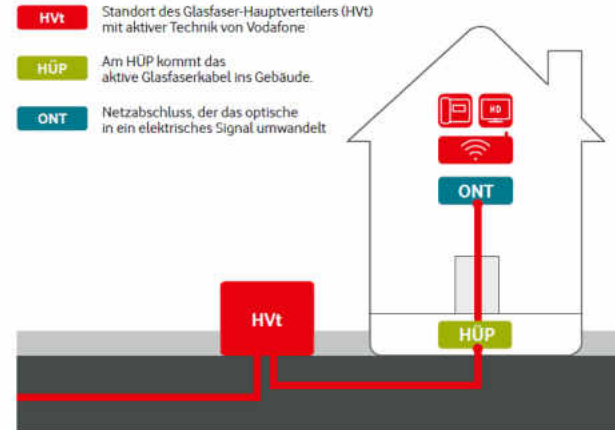 HVt
Standort des Glasfaser-Hauptverteilers (HVt)
mit aktiver Technik von Vodafone
HÜP
Am HÜP kommt das
aktive Glasfaserkabel ins Gebäude.
ONT
Netzabschluss, der das optische
in ein elektrisches Signal umwandelt
HD
ONT
HVt
HÜP